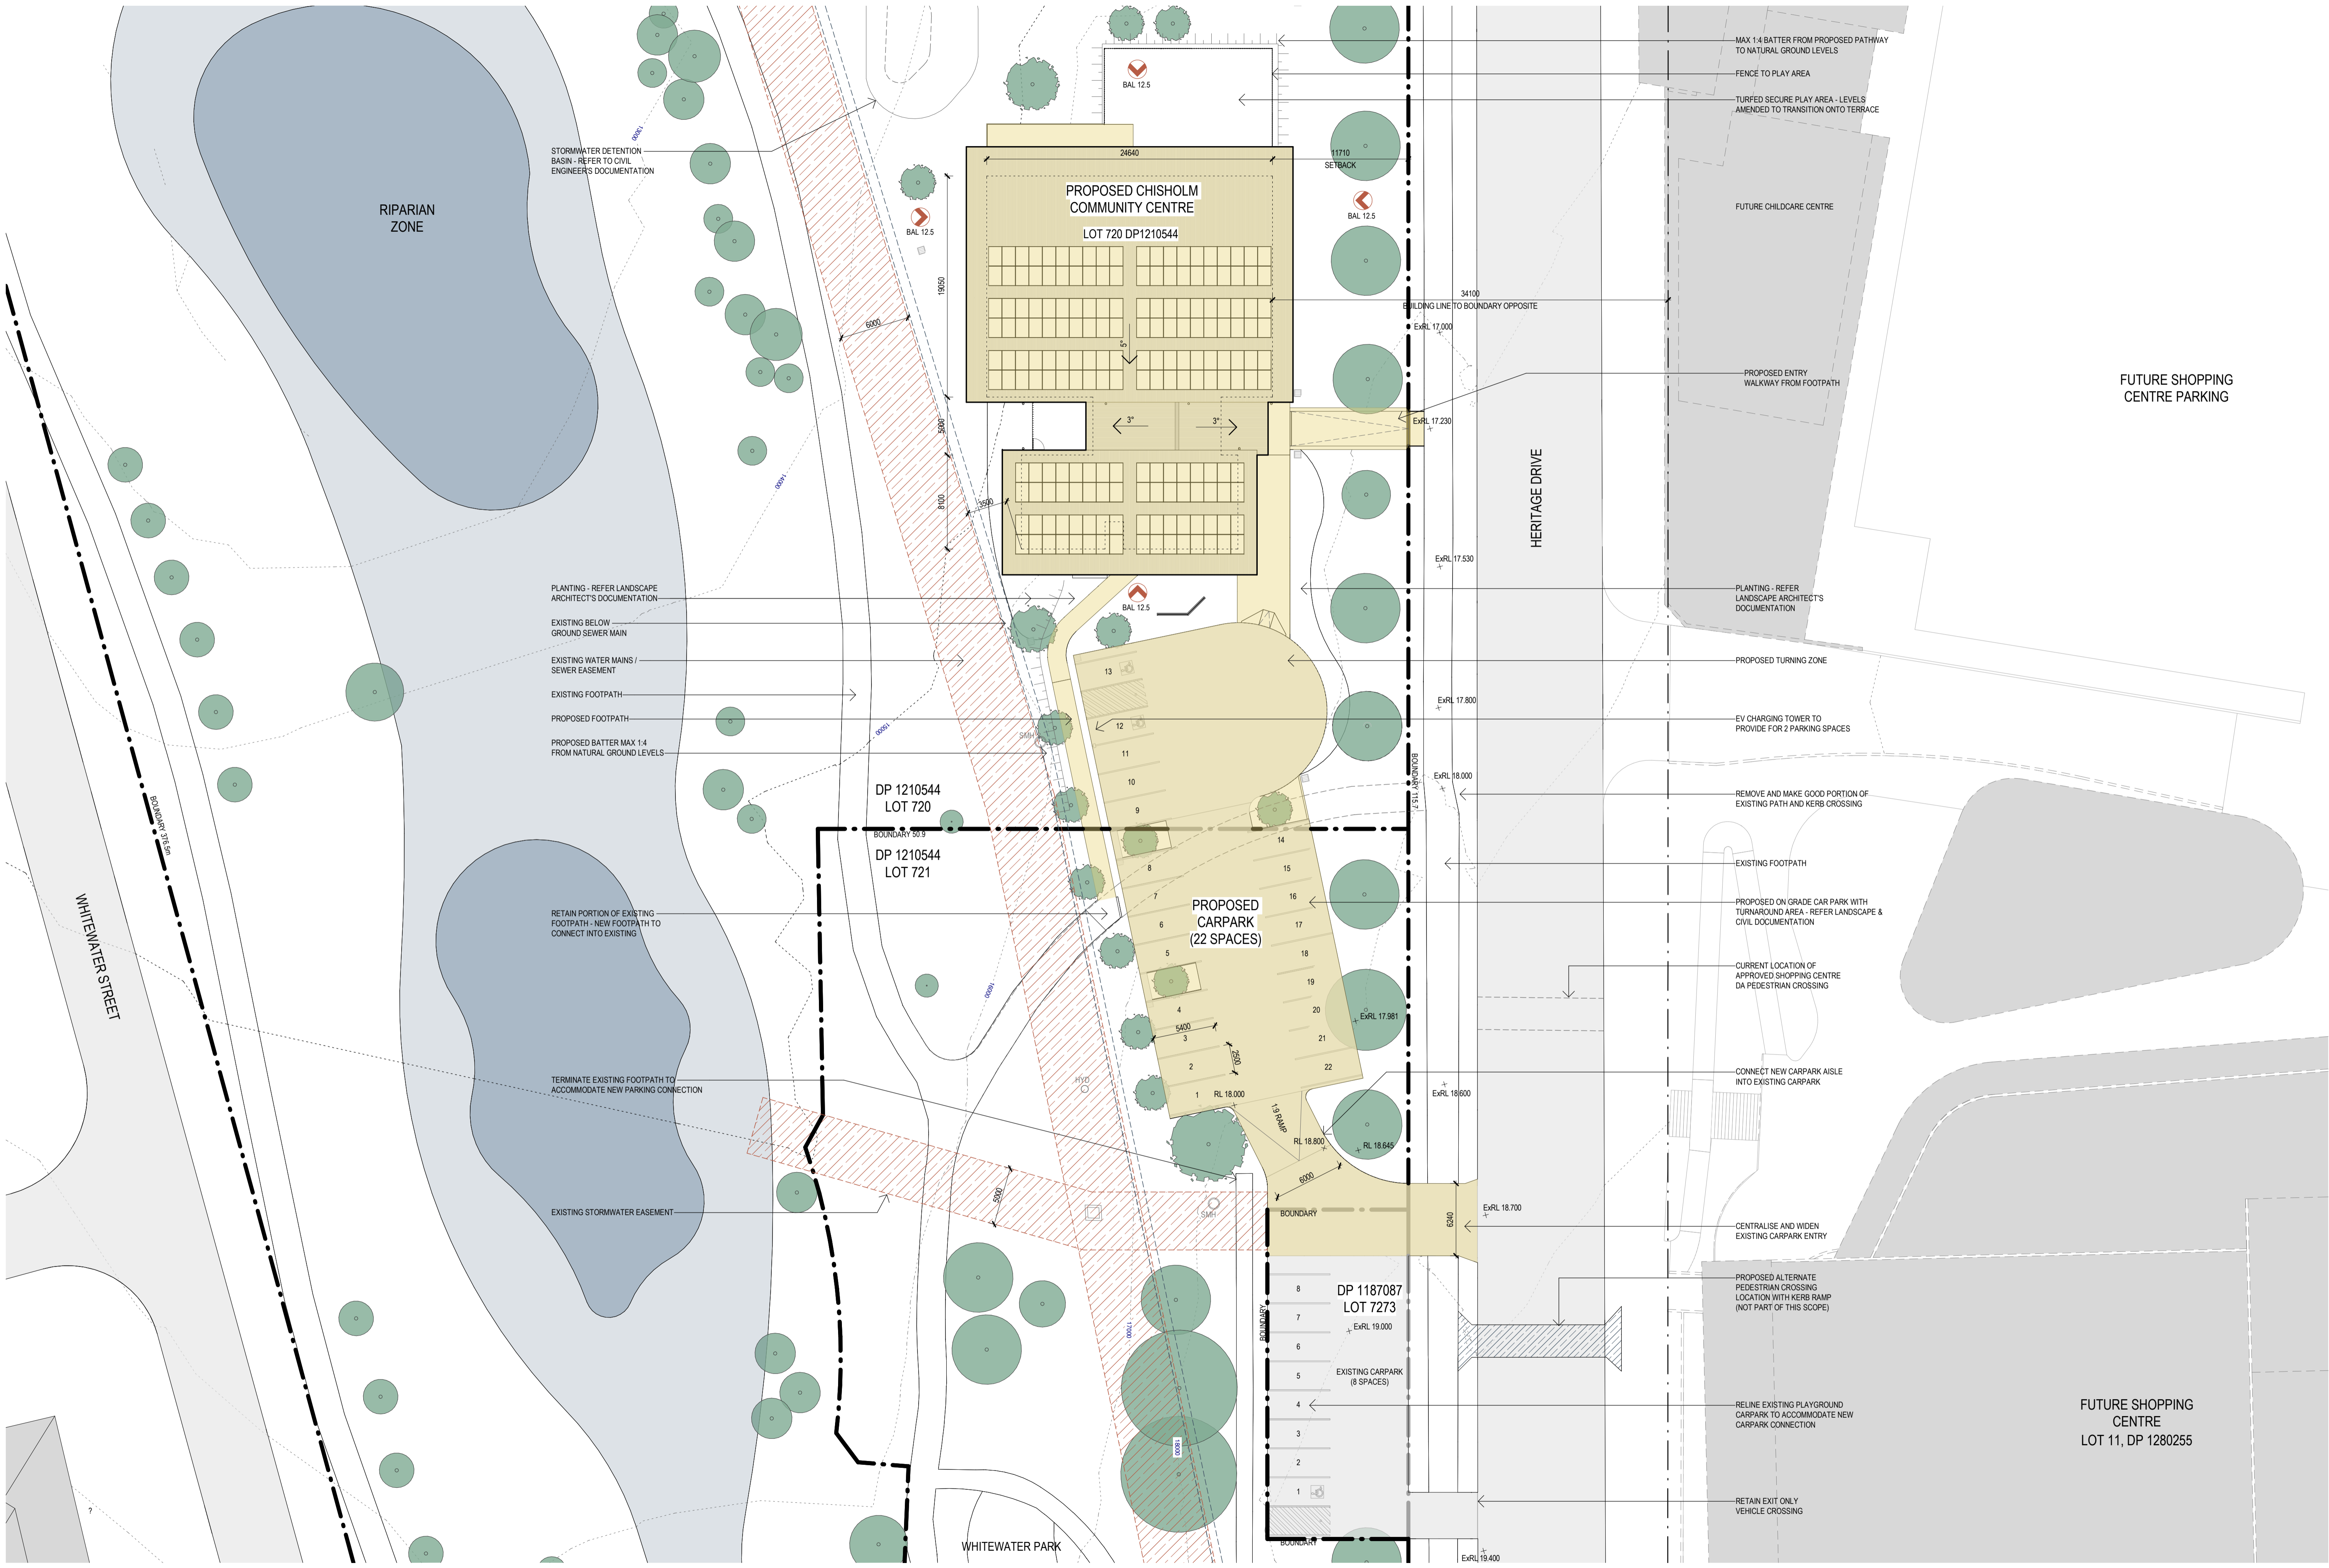 RIPARIAN
ZONE
13000
STORMWATER DETENTION
BASIN - REFER TO CIVIL
ENGINEER'S DOCUMENTATION
BAL 12.5
MAX 1:4 BATTER FROM PROPOSED PATHWAY
TO NATURAL GROUND LEVELS
FENCE TO PLAY AREA
TURFED SECURE PLAY AREA - LEVELS
AMENDED TO TRANSITION ONTO TERRACE
24640
11710
SETBACK
PROPOSED CHISHOLM
COMMUNITY CENTRE
LOT 720 DP1210544
BAL 12.5
BAL 12.5
FUTURE CHILDCARE CENTRE
19050
6000
5°
34100
BUILDING LINE TO BOUNDARY OPPOSITE
ExRL 17.000
PROPOSED ENTRY
WALKWAY FROM FOOTPATH
FUTURE SHOPPING
CENTRE PARKING
5000
3°
3°
ExRL 17.230
14000
8100
3500
HERITAGE DRIVE
ExRL 17.530
PLANTING - REFER LANDSCAPE
ARCHITECT'S DOCUMENTATION
BAL 12.5
PLANTING - REFER
LANDSCAPE ARCHITECT'S
DOCUMENTATION
EXISTING BELOW
GROUND SEWER MAIN
EXISTING WATER MAINS /
SEWER EASEMENT
PROPOSED TURNING ZONE
EXISTING FOOTPATH
ExRL 17.800
PROPOSED FOOTPATH
EV CHARGING TOWER TO
PROVIDE FOR 2 PARKING SPACES
PROPOSED BATTER MAX 1:4
FROM NATURAL GROUND LEVELS
15000
SMH
13
12
11
10
9
BOUNDARY 115.7
ExRL 18.000
DP 1210544
LOT 720
BOUNDARY 50.9
DP 1210544
LOT 721
REMOVE AND MAKE GOOD PORTION OF
EXISTING PATH AND KERB CROSSING
EXISTING FOOTPATH
BOUNDARY 376.5m
WHITEWATER STREET
8
7
6
5
4
3
2
1
14
15
16
17
18
19
20
21
22
PROPOSED
CARPARK
(22 SPACES)
PROPOSED ON GRADE CAR PARK WITH
TURNAROUND AREA - REFER LANDSCAPE &
CIVIL DOCUMENTATION
RETAIN PORTION OF EXISTING
FOOTPATH - NEW FOOTPATH TO
CONNECT INTO EXISTING
CURRENT LOCATION OF
APPROVED SHOPPING CENTRE
DA PEDESTRIAN CROSSING
16000
5400
2500
ExRL 17.981
TERMINATE EXISTING FOOTPATH TO
ACCOMMODATE NEW PARKING CONNECTION
HYD
RL 18.000
1:9 RAMP
ExRL 18.600
CONNECT NEW CARPARK AISLE
INTO EXISTING CARPARK
RL 18.800
RL 18.645
6000
5000
EXISTING STORMWATER EASEMENT
SMH
BOUNDARY
6240
ExRL 18.700
CENTRALISE AND WIDEN
EXISTING CARPARK ENTRY
8
7
6
5
4
3
2
1
BOUNDARY
DP 1187087
LOT 7273
ExRL 19.000
EXISTING CARPARK
(8 SPACES)
PROPOSED ALTERNATE
PEDESTRIAN CROSSING
LOCATION WITH KERB RAMP
(NOT PART OF THIS SCOPE)
17000
18000
RELINE EXISTING PLAYGROUND
CARPARK TO ACCOMMODATE NEW
CARPARK CONNECTION
FUTURE SHOPPING
CENTRE
LOT 11, DP 1280255
RETAIN EXIT ONLY
VEHICLE CROSSING
?
WHITEWATER PARK
BOUNDARY
ExRL 19.400